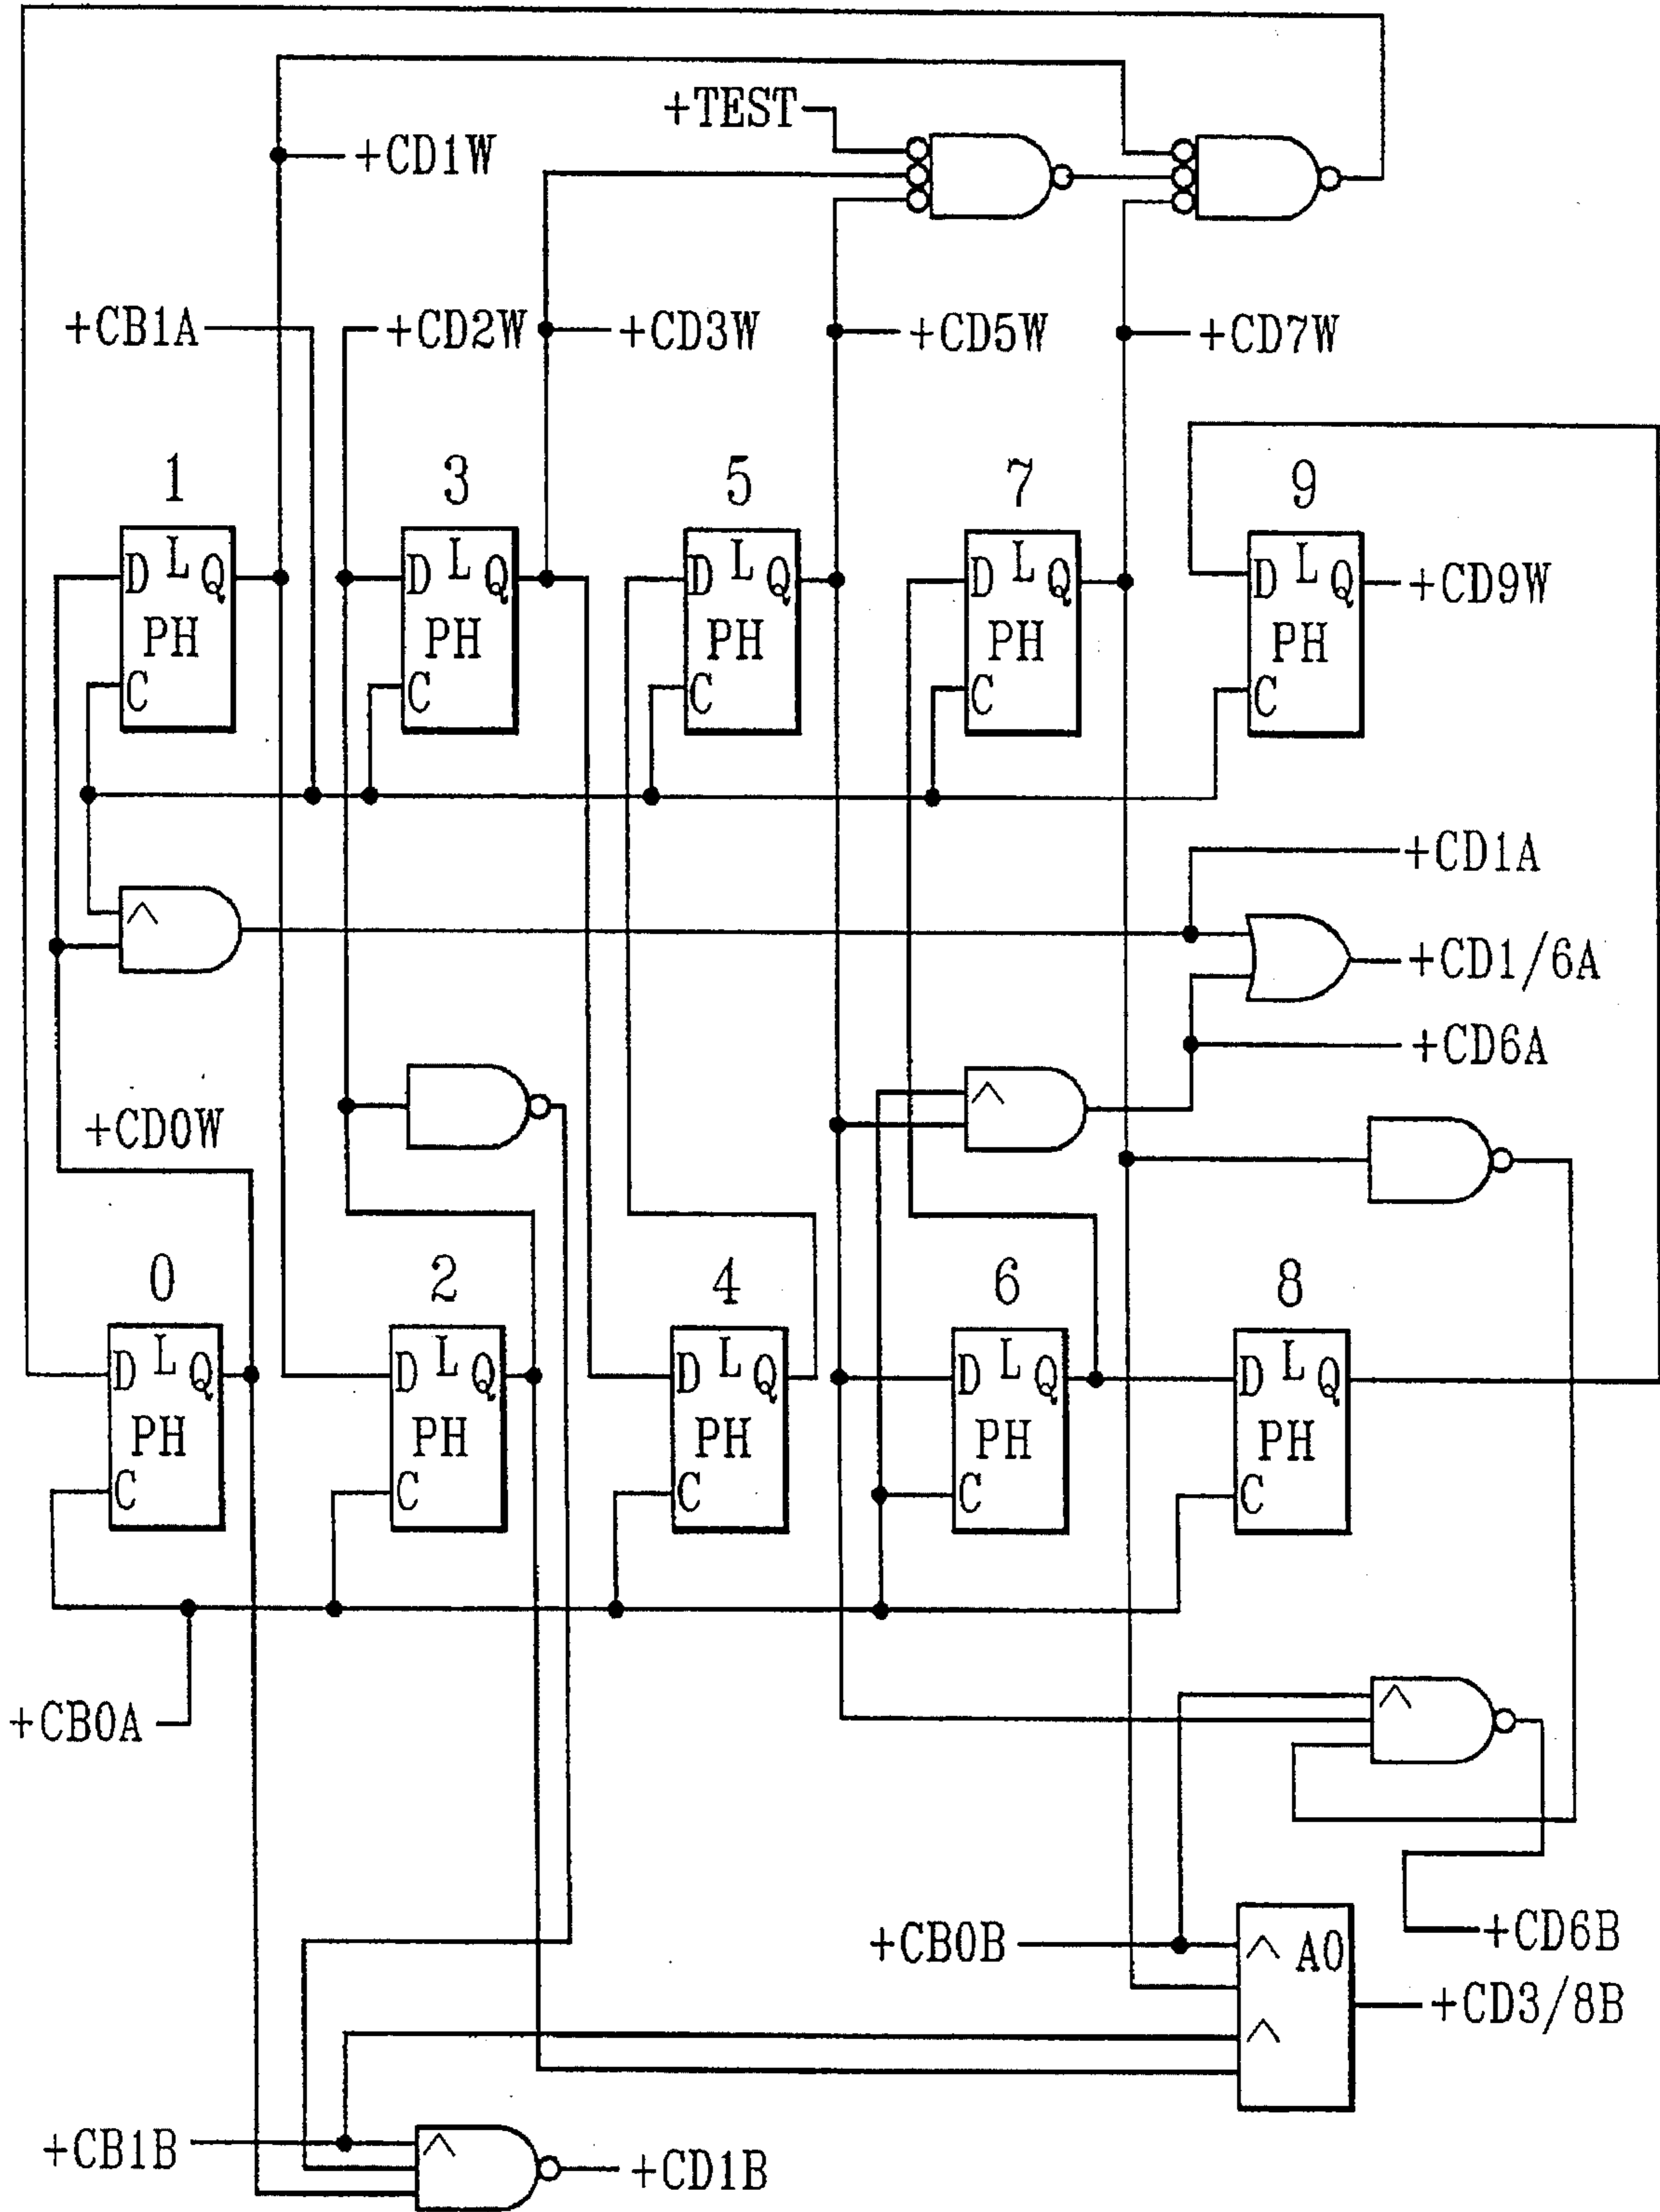 +TEST
+CD1W
+CB1A +CD2W +CD3W +CD5W +CD7W
1 3 5 7 9
D L Q D L Q D L Q D L Q D L Q +CD9W
PH PH PH PH PH
C C C C C
+CD1A
^
+CD1/6A
+CD6A
^
+CD0W
0 2 4 6 8
D L Q D L Q D L Q D L Q D L Q
PH PH PH PH PH
C C C C C
^
+CB0A
+CB0B ^ AO +CD6B
+CD3/8B
^
+CB1B ^ +CD1B